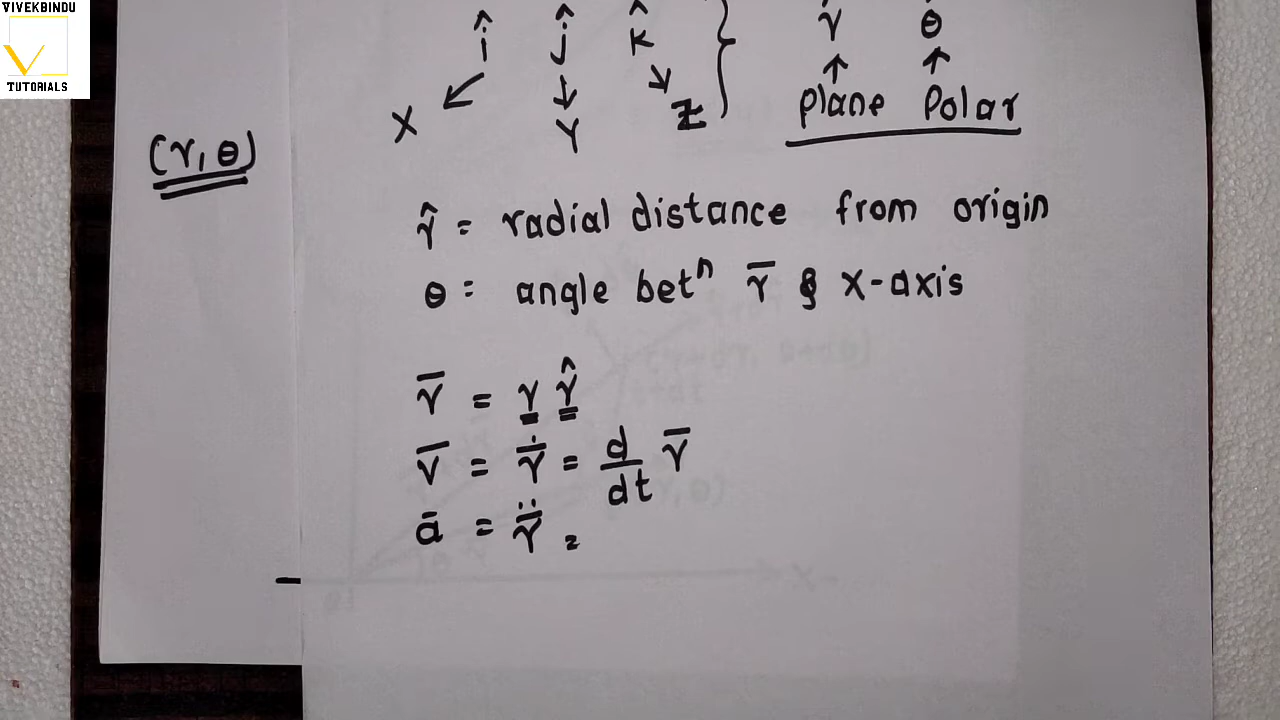 VIVEKBINDU
TUTORIALS
î ĵ k̂ } r̂ θ̂
X Y Z plane Polar
(r, θ)
r̂ = radial distance from origin
θ = angle betⁿ r̄ & X-axis
r̄ = r r̂
v̄ = r̄̇ = d/dt r̄
ā = r̄̈ =